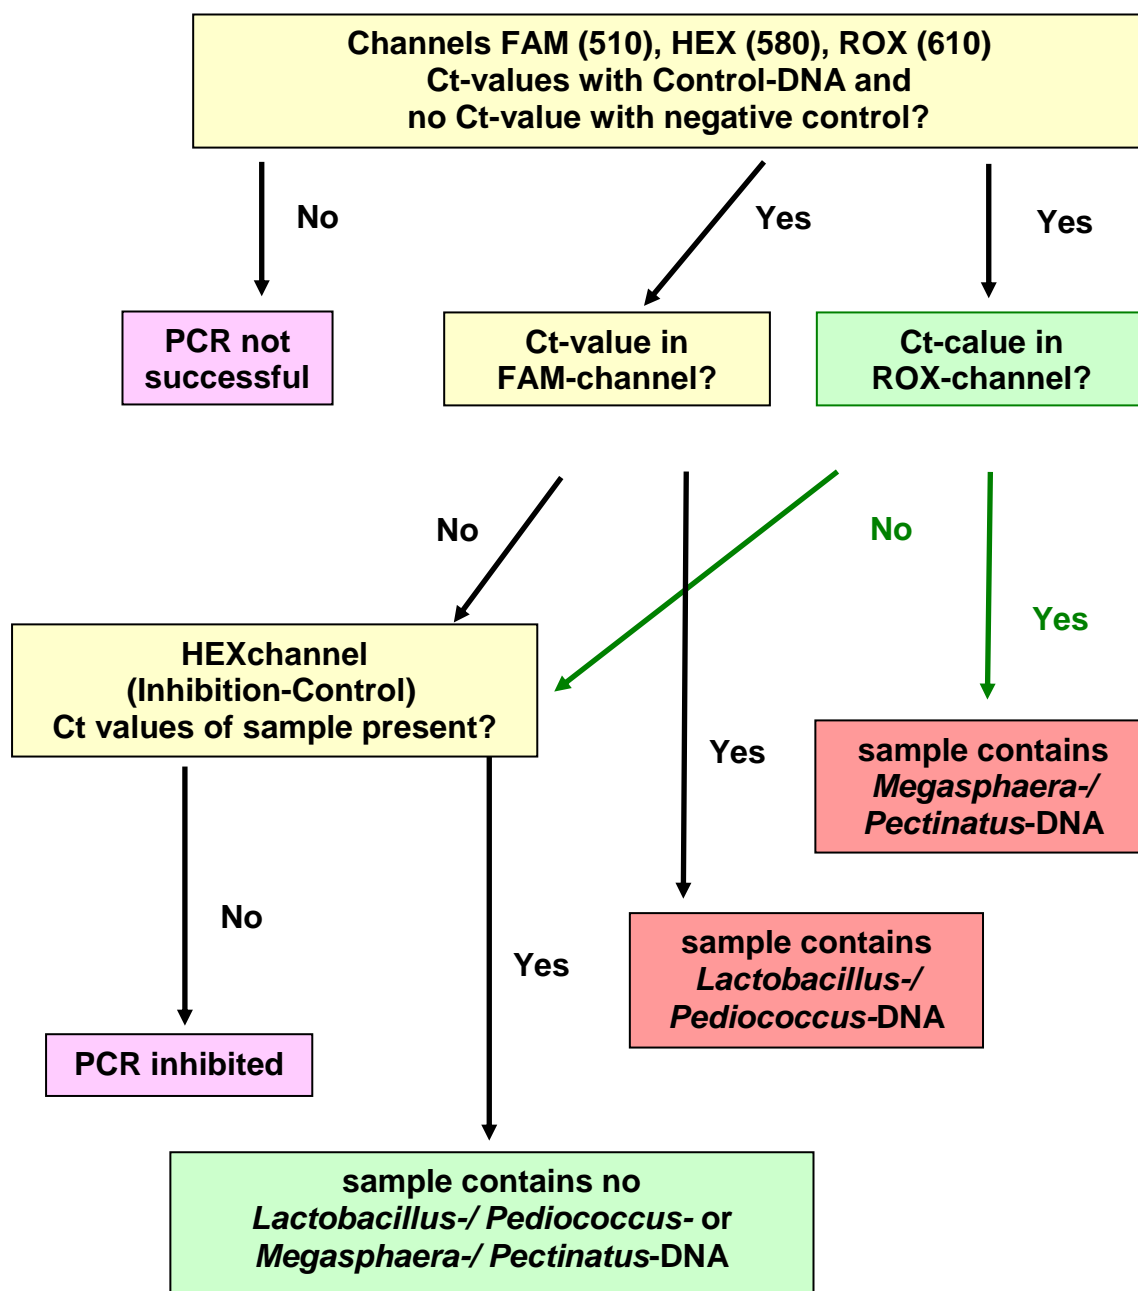 Channels FAM (510), HEX (580), ROX (610)
Ct-values with Control-DNA and
no Ct-value with negative control?
No
Yes
Yes
PCR not
successful
Ct-value in
FAM-channel?
Ct-calue in
ROX-channel?
No
No
Yes
HEXchannel
(Inhibition-Control)
Ct values of sample present?
Yes
sample contains
Megasphaera-/
Pectinatus-DNA
No
Yes
sample contains
Lactobacillus-/
Pediococcus-DNA
PCR inhibited
sample contains no
Lactobacillus-/ Pediococcus- or
Megasphaera-/ Pectinatus-DNA